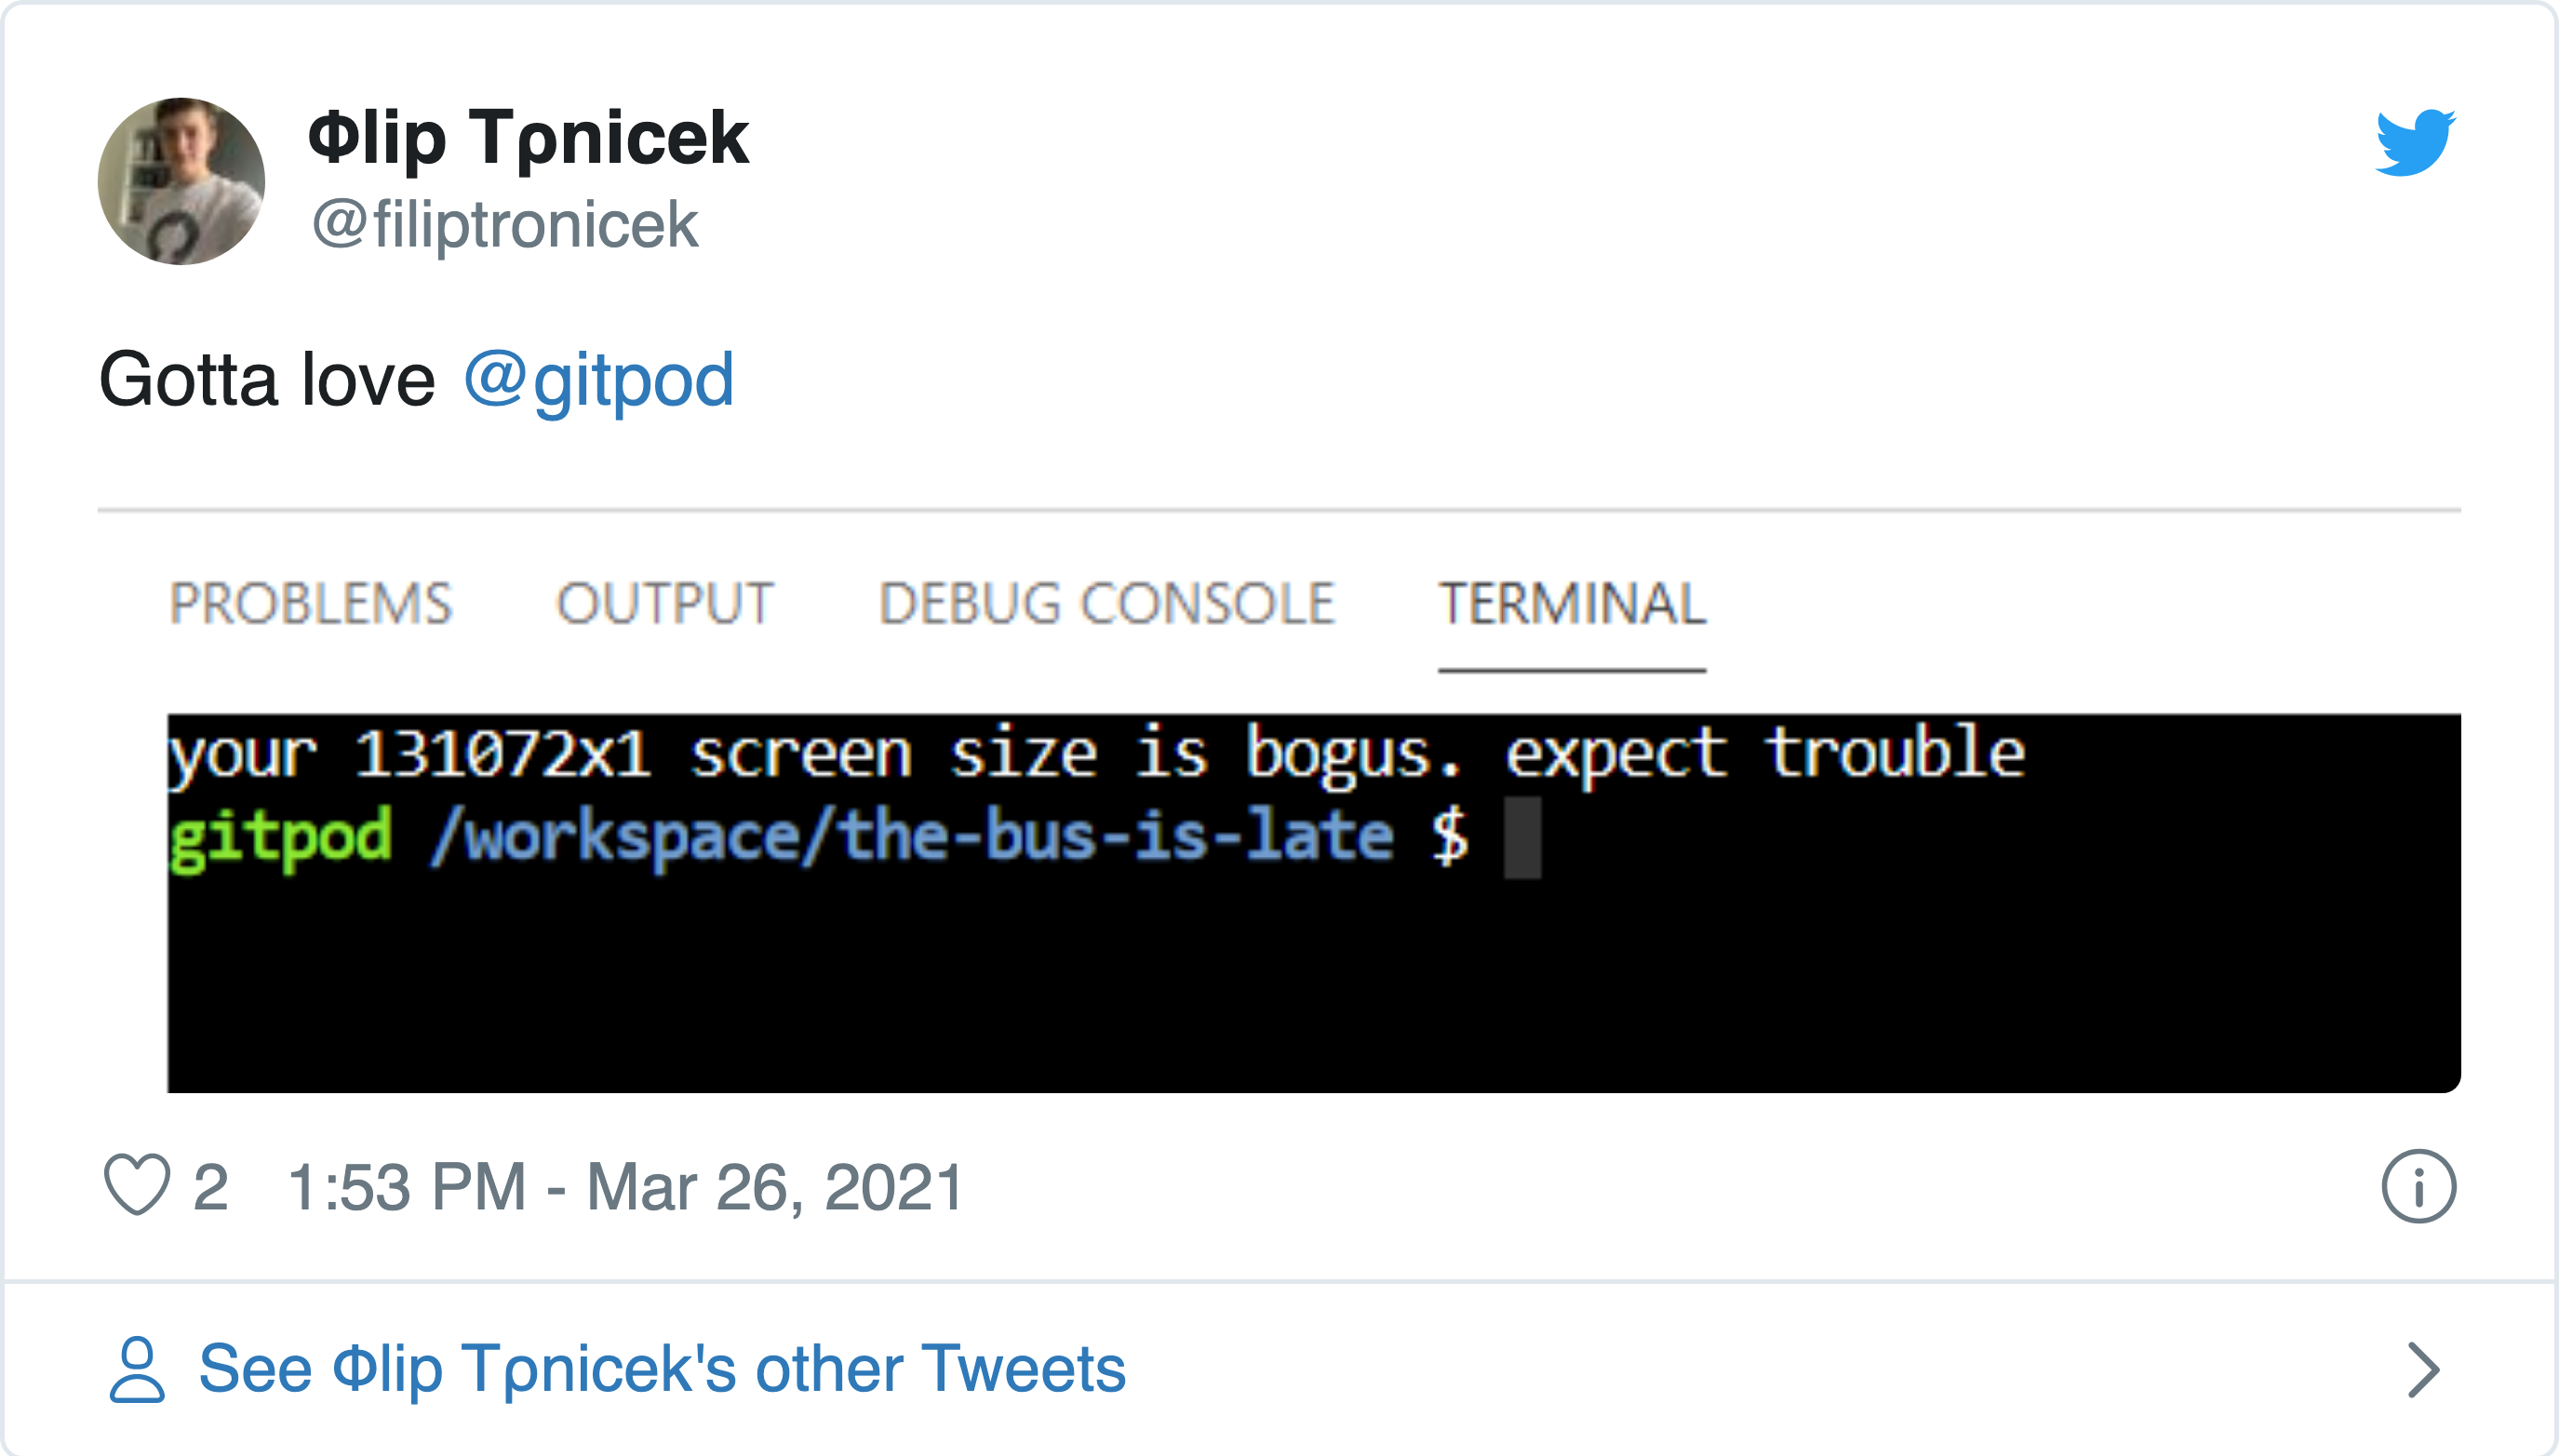 Φlip Tρnicek
@filiptronicek
Gotta love @gitpod
PROBLEMS OUTPUT DEBUG CONSOLE TERMINAL
your 131072x1 screen size is bogus. expect trouble
gitpod /workspace/the-bus-is-late $
2 1:53 PM - Mar 26, 2021
See Φlip Tρnicek's other Tweets